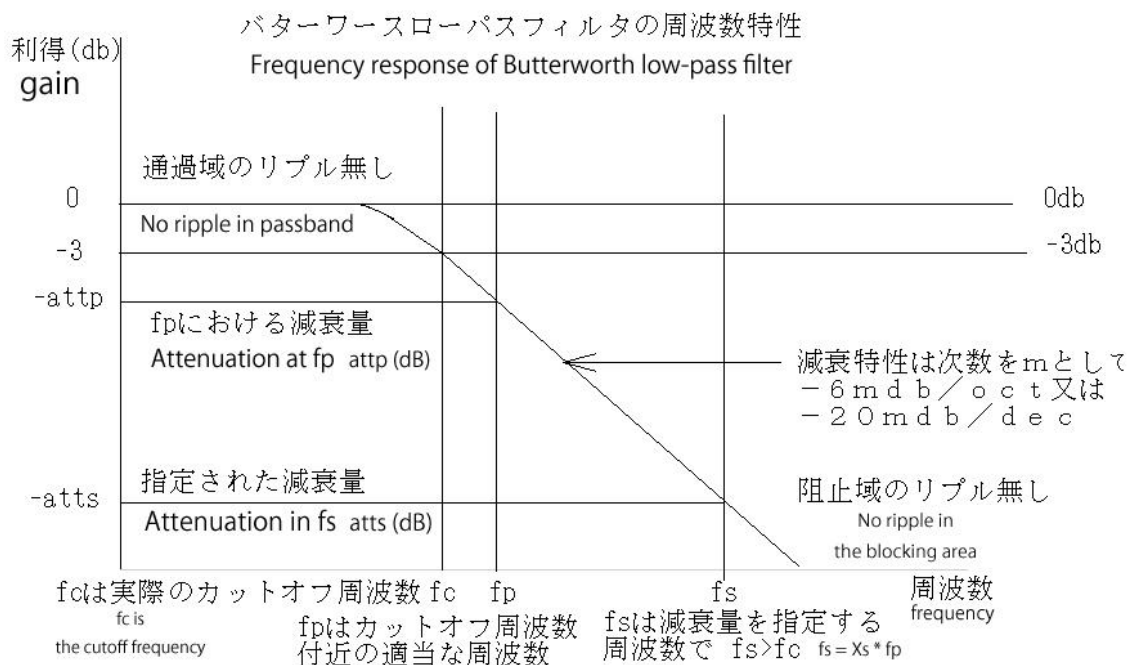 バターワースローパスフィルタの周波数特性
利得(db)
gain
Frequency response of Butterworth low-pass filter
通過域のリプル無し
0
0db
No ripple in passband
-3
-3db
-attp
fpにおける減衰量
Attenuation at fp attp (dB)
減衰特性は次数をmとして
－6mdb／oct又は
－20mdb／dec
指定された減衰量
-atts
Attenuation in fs atts (dB)
阻止域のリプル無し
No ripple in
the blocking area
fcは実際のカットオフ周波数 fc fp fs 周波数
frequency
fc is
the cutoff frequency
fpはカットオフ周波数
付近の適当な周波数
fsは減衰量を指定する
周波数で fs>fc fs = Xs * fp